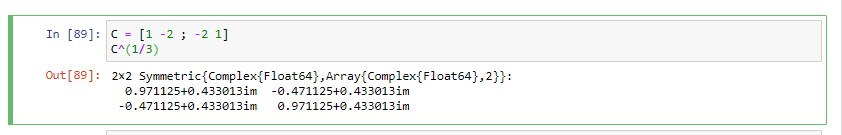 In [89]: C = [1 -2 ; -2 1]
C^(1/3)
Out[89]: 2×2 Symmetric{Complex{Float64},Array{Complex{Float64},2}}:
0.971125+0.433013im -0.471125+0.433013im
-0.471125+0.433013im 0.971125+0.433013im